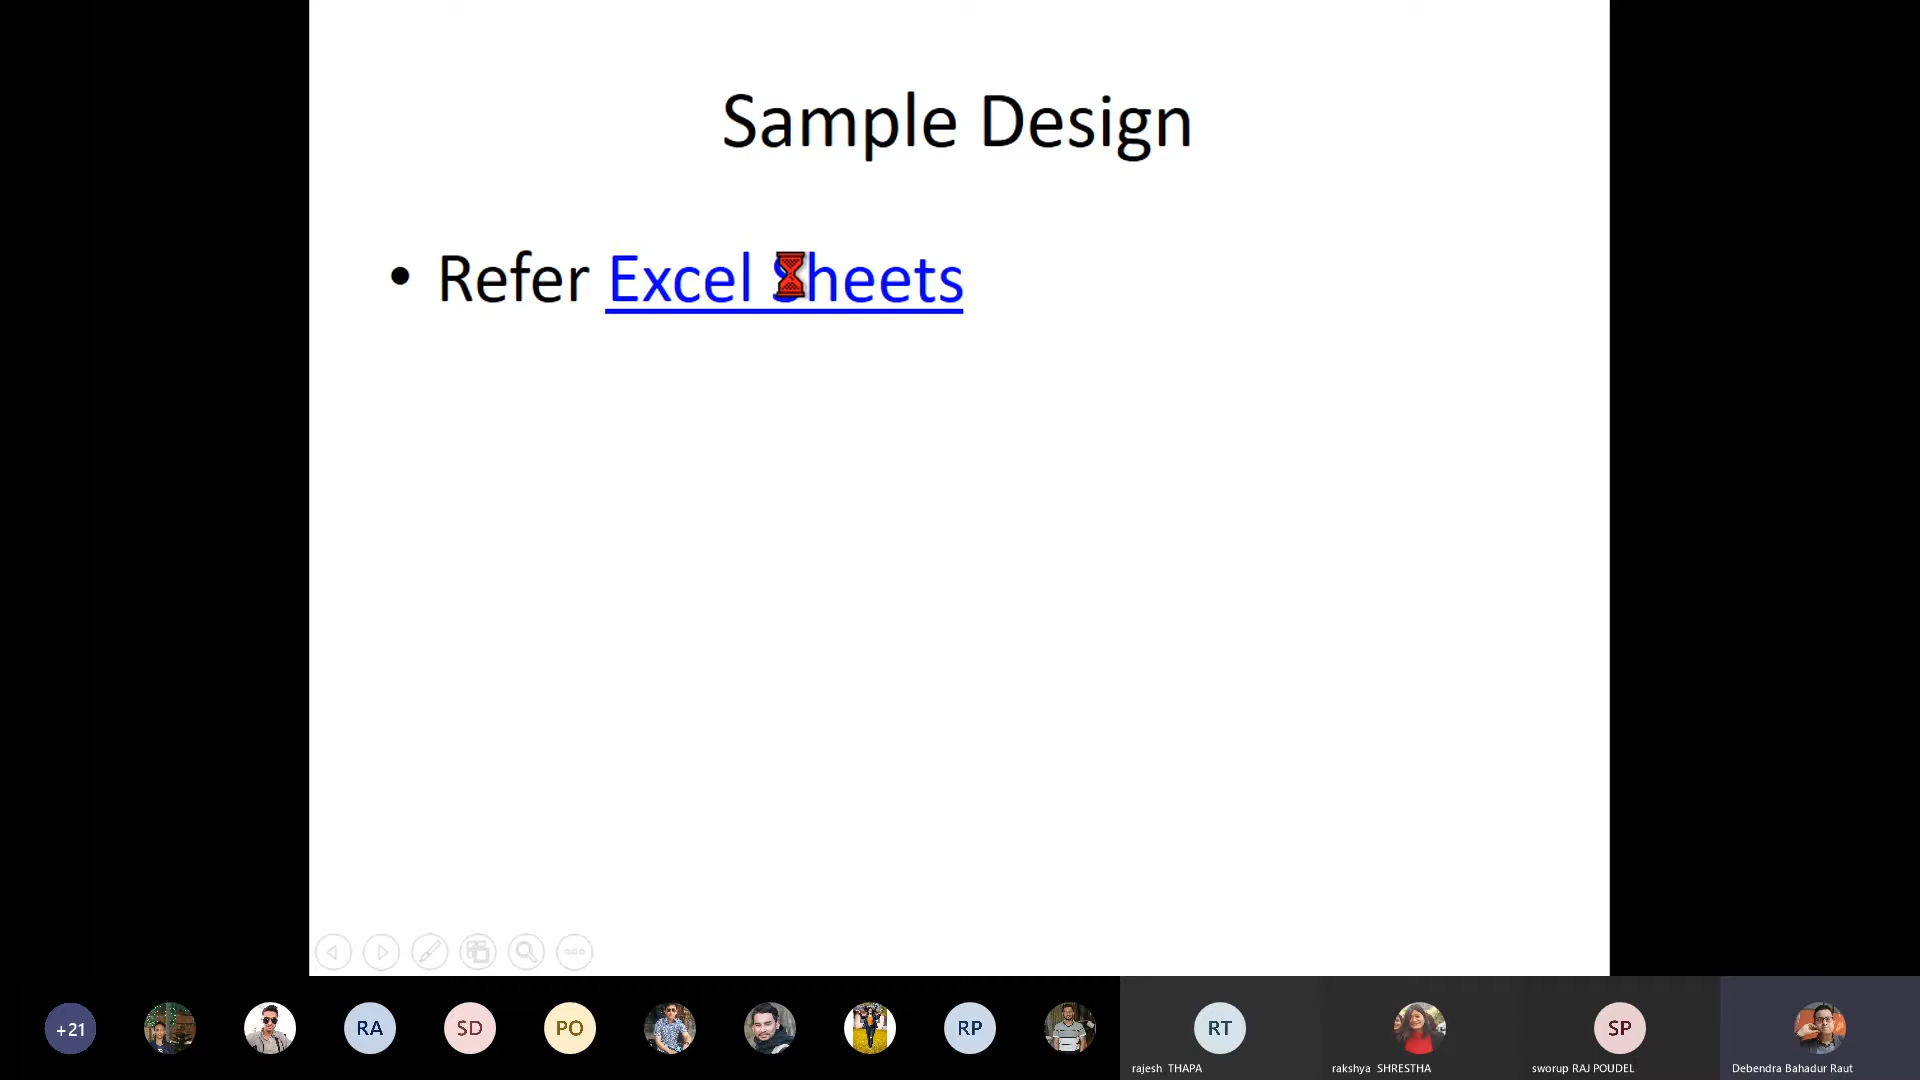 Sample Design
• Refer Excel Sheets
+21
RA
SD
PO
RP
RT
SP
rajesh THAPA
rakshya SHRESTHA
sworup RAJ POUDEL
Debendra Bahadur Raut